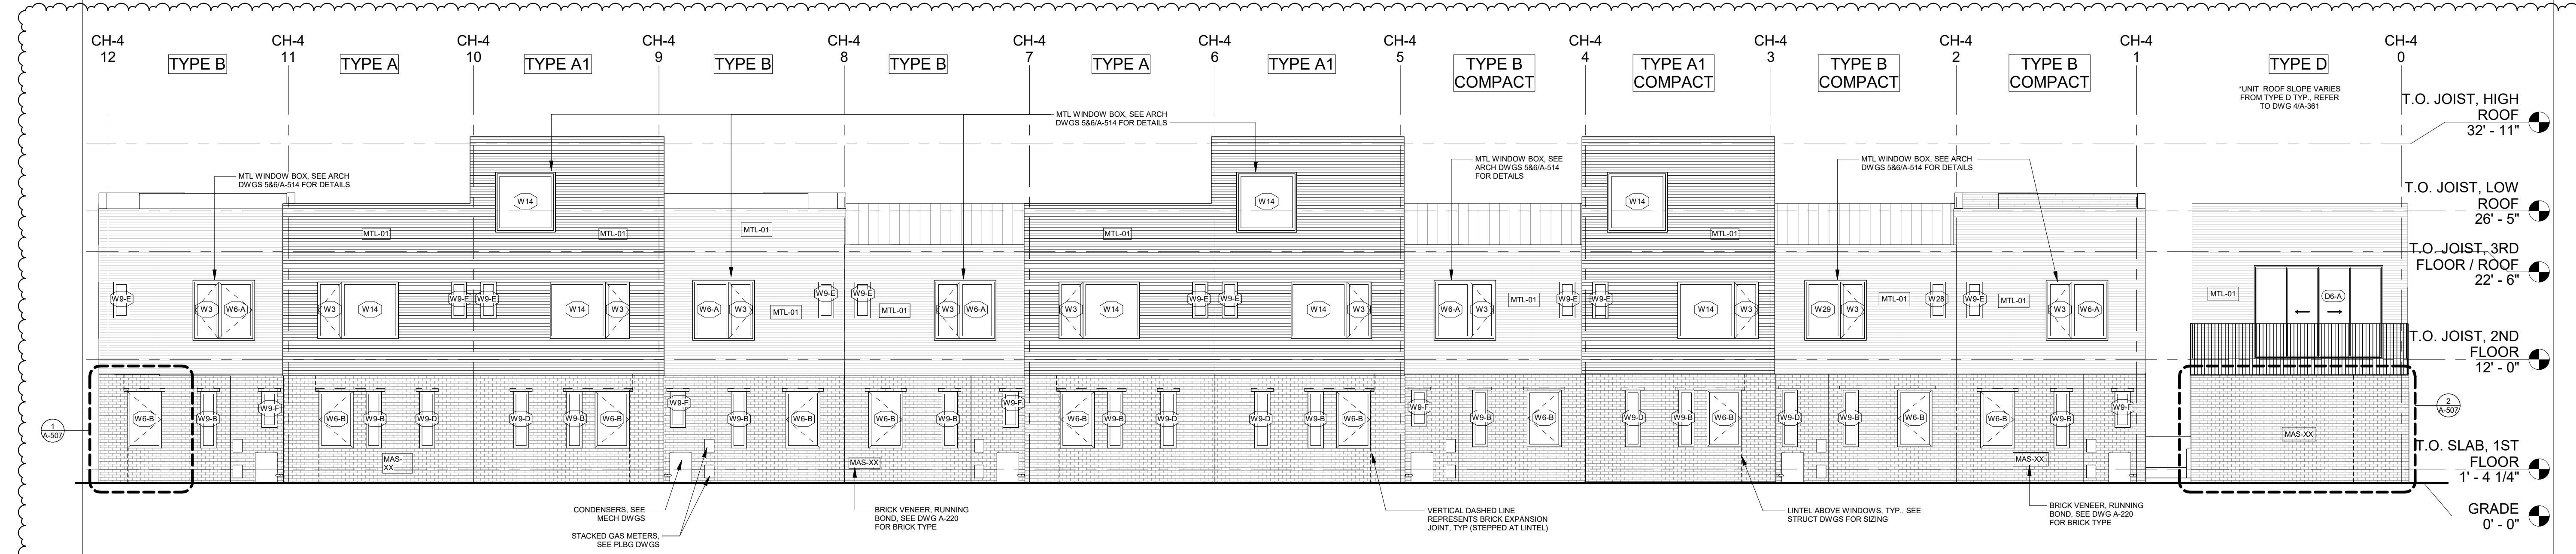 CH-4 CH-4 CH-4 CH-4 CH-4 CH-4 CH-4 CH-4 CH-4 CH-4 CH-4 CH-4
12 11 10 9 8 7 6 5 4 3 2 1 0
TYPE B
TYPE A
TYPE A1
TYPE B
TYPE B
TYPE A
TYPE A1
TYPE B
COMPACT
TYPE A1
COMPACT
TYPE B
COMPACT
TYPE B
COMPACT
TYPE D
*UNIT ROOF SLOPE VARIES
FROM TYPE D TYP., REFER
TO DWG 4/A-361
T.O. JOIST, HIGH
ROOF
32' - 11"
T.O. JOIST, LOW
ROOF
26' - 5"
T.O. JOIST, 3RD
FLOOR / ROOF
22' - 6"
T.O. JOIST, 2ND
FLOOR
12' - 0"
T.O. SLAB, 1ST
FLOOR
1' - 4 1/4"
GRADE
0' - 0"
MTL WINDOW BOX, SEE ARCH
DWGS 5&6/A-514 FOR DETAILS
MTL WINDOW BOX, SEE ARCH
DWGS 5&6/A-514 FOR DETAILS
MTL WINDOW BOX, SEE
ARCH DWGS 5&6/A-514
FOR DETAILS
MTL WINDOW BOX, SEE ARCH
DWGS 5&6/A-514 FOR DETAILS
W14 W14 W14
MTL-01 MTL-01 MTL-01 MTL-01 MTL-01
W9-E W3 W6-A W3 W14 W9-E W9-E W14 W3 W6-A W3 MTL-01 W9-E W9-E MTL-01 W3 W6-A W3 W14 W9-E W9-E W14 W3 W6-A W3 MTL-01 W9-E W9-E W14 W3 W29 W3 MTL-01 W28 W9-E MTL-01 W3 W6-A MTL-01 D6-A
W6-B W9-B W9-F W6-B W9-B W9-D W9-D W9-B W6-B W9-F W9-B W6-B W6-B W9-B W9-F W6-B W9-B W9-D W9-D W9-B W6-B W9-F W9-B W6-B W9-D W9-B W6-B W9-D W9-B W6-B W6-B W9-B W9-F
1
A-507
2
A-507
MAS-
XX
MAS-XX
MAS-XX
MAS-XX
CONDENSERS, SEE
MECH DWGS
STACKED GAS METERS,
SEE PLBG DWGS
BRICK VENEER, RUNNING
BOND, SEE DWG A-220
FOR BRICK TYPE
VERTICAL DASHED LINE
REPRESENTS BRICK EXPANSION
JOINT, TYP (STEPPED AT LINTEL)
LINTEL ABOVE WINDOWS, TYP., SEE
STRUCT DWGS FOR SIZING
BRICK VENEER, RUNNING
BOND, SEE DWG A-220
FOR BRICK TYPE